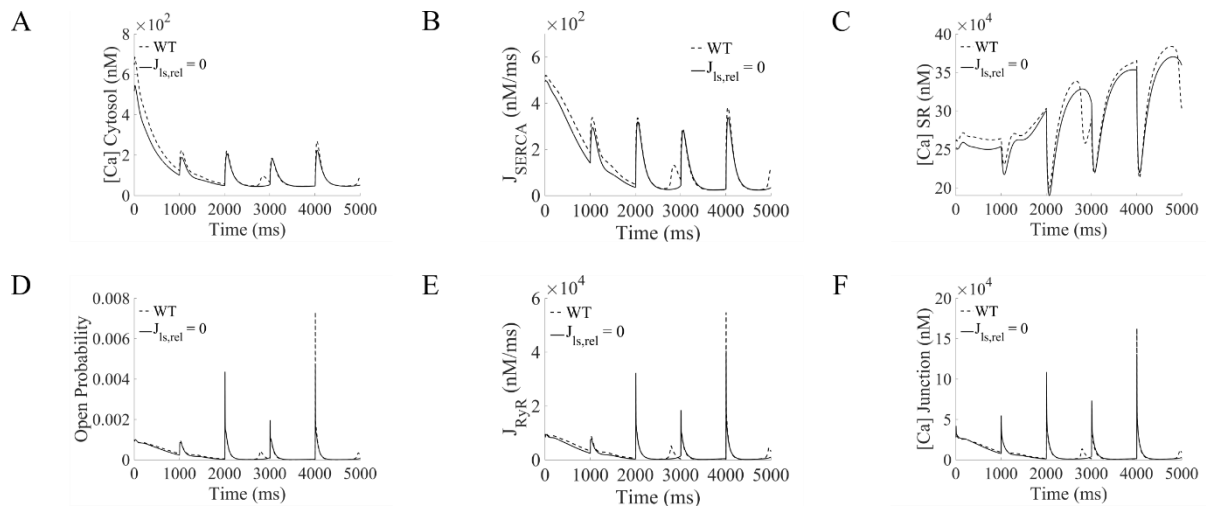 A
×10²
[Ca] Cytosol (nM)
8
6
4
2
0
WT
J_ls,rel = 0
0 1000 2000 3000 4000 5000
Time (ms)
B
×10²
J_SERCA (nM/ms)
6
4
2
0
WT
J_ls,rel = 0
0 1000 2000 3000 4000 5000
Time (ms)
C
×10⁴
[Ca] SR (nM)
40
35
30
25
20
WT
J_ls,rel = 0
0 1000 2000 3000 4000 5000
Time (ms)
D
Open Probability
0.008
0.006
0.004
0.002
0
WT
J_ls,rel = 0
0 1000 2000 3000 4000 5000
Time (ms)
E
×10⁴
J_RyR (nM/ms)
6
4
2
0
WT
J_ls,rel = 0
0 1000 2000 3000 4000 5000
Time (ms)
F
×10⁴
[Ca] Junction (nM)
20
15
10
5
0
WT
J_ls,rel = 0
0 1000 2000 3000 4000 5000
Time (ms)